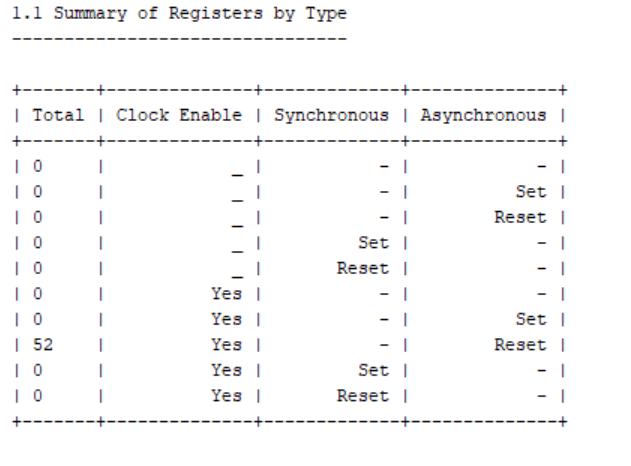 1.1 Summary of Registers by Type
--------------------------------
+-------+--------------+-------------+--------------+
| Total | Clock Enable | Synchronous | Asynchronous |
+-------+--------------+-------------+--------------+
| 0     |            _ |           - |            - |
| 0     |            _ |           - |          Set |
| 0     |            _ |           - |        Reset |
| 0     |            _ |         Set |            - |
| 0     |            _ |       Reset |            - |
| 0     |          Yes |           - |            - |
| 0     |          Yes |           - |          Set |
| 52    |          Yes |           - |        Reset |
| 0     |          Yes |         Set |            - |
| 0     |          Yes |       Reset |            - |
+-------+--------------+-------------+--------------+